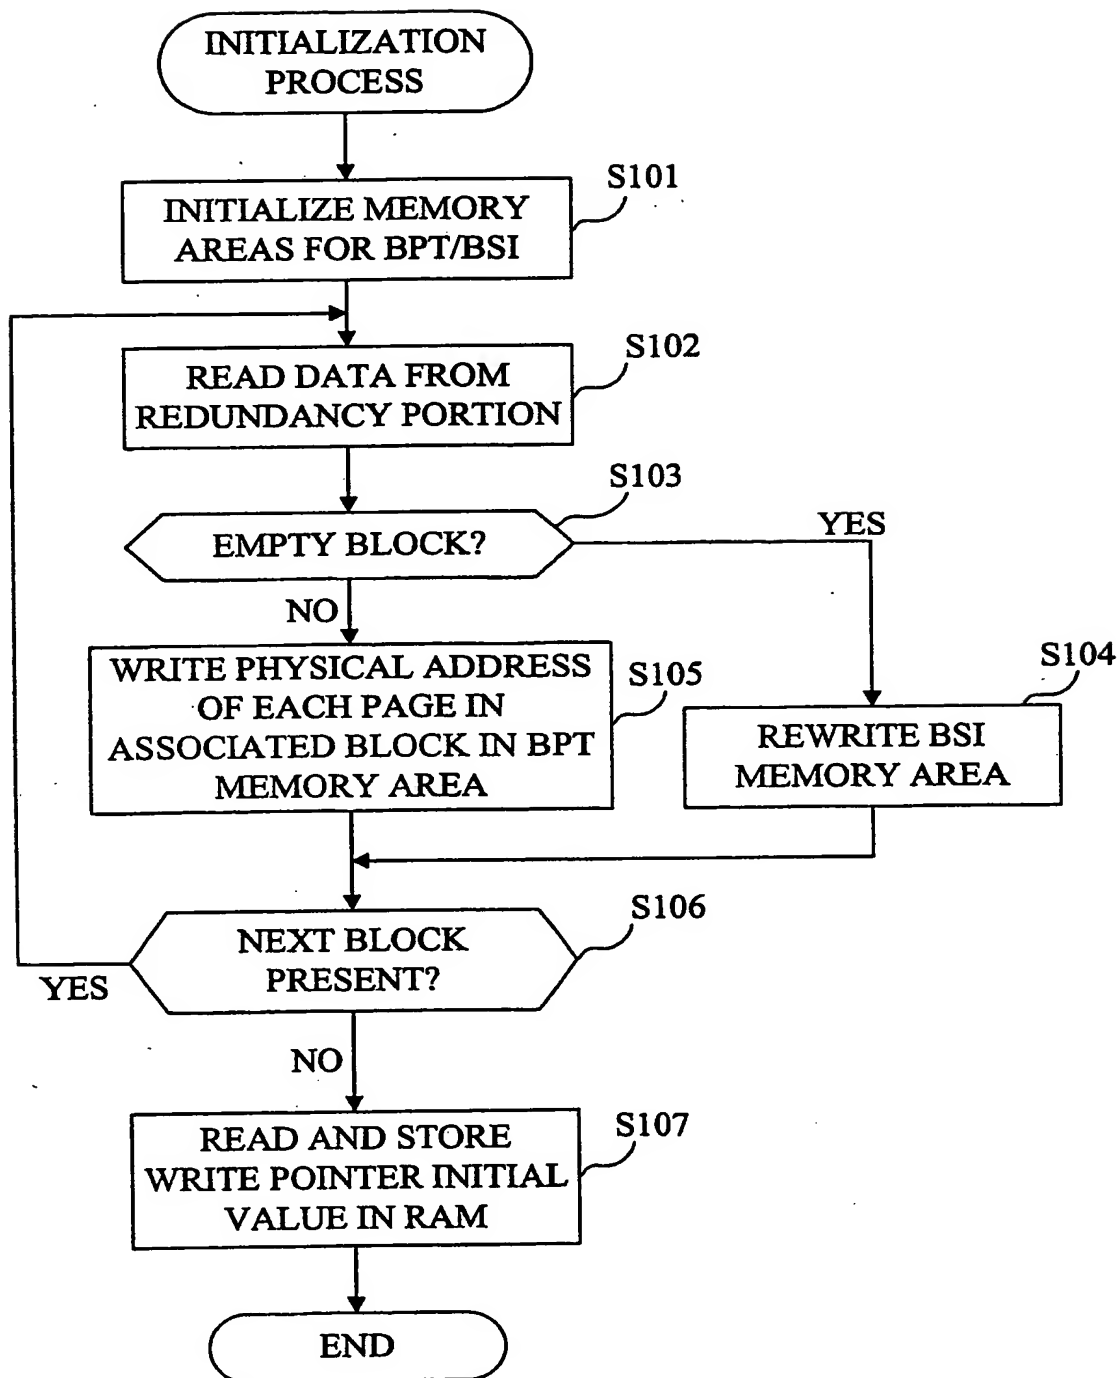 INITIALIZATION
PROCESS
S101
INITIALIZE MEMORY
AREAS FOR BPT/BSI
S102
READ DATA FROM
REDUNDANCY PORTION
S103
EMPTY BLOCK?
YES
NO
WRITE PHYSICAL ADDRESS
OF EACH PAGE IN
ASSOCIATED BLOCK IN BPT
MEMORY AREA
S105
S104
REWRITE BSI
MEMORY AREA
S106
NEXT BLOCK
PRESENT?
YES
NO
S107
READ AND STORE
WRITE POINTER INITIAL
VALUE IN RAM
END